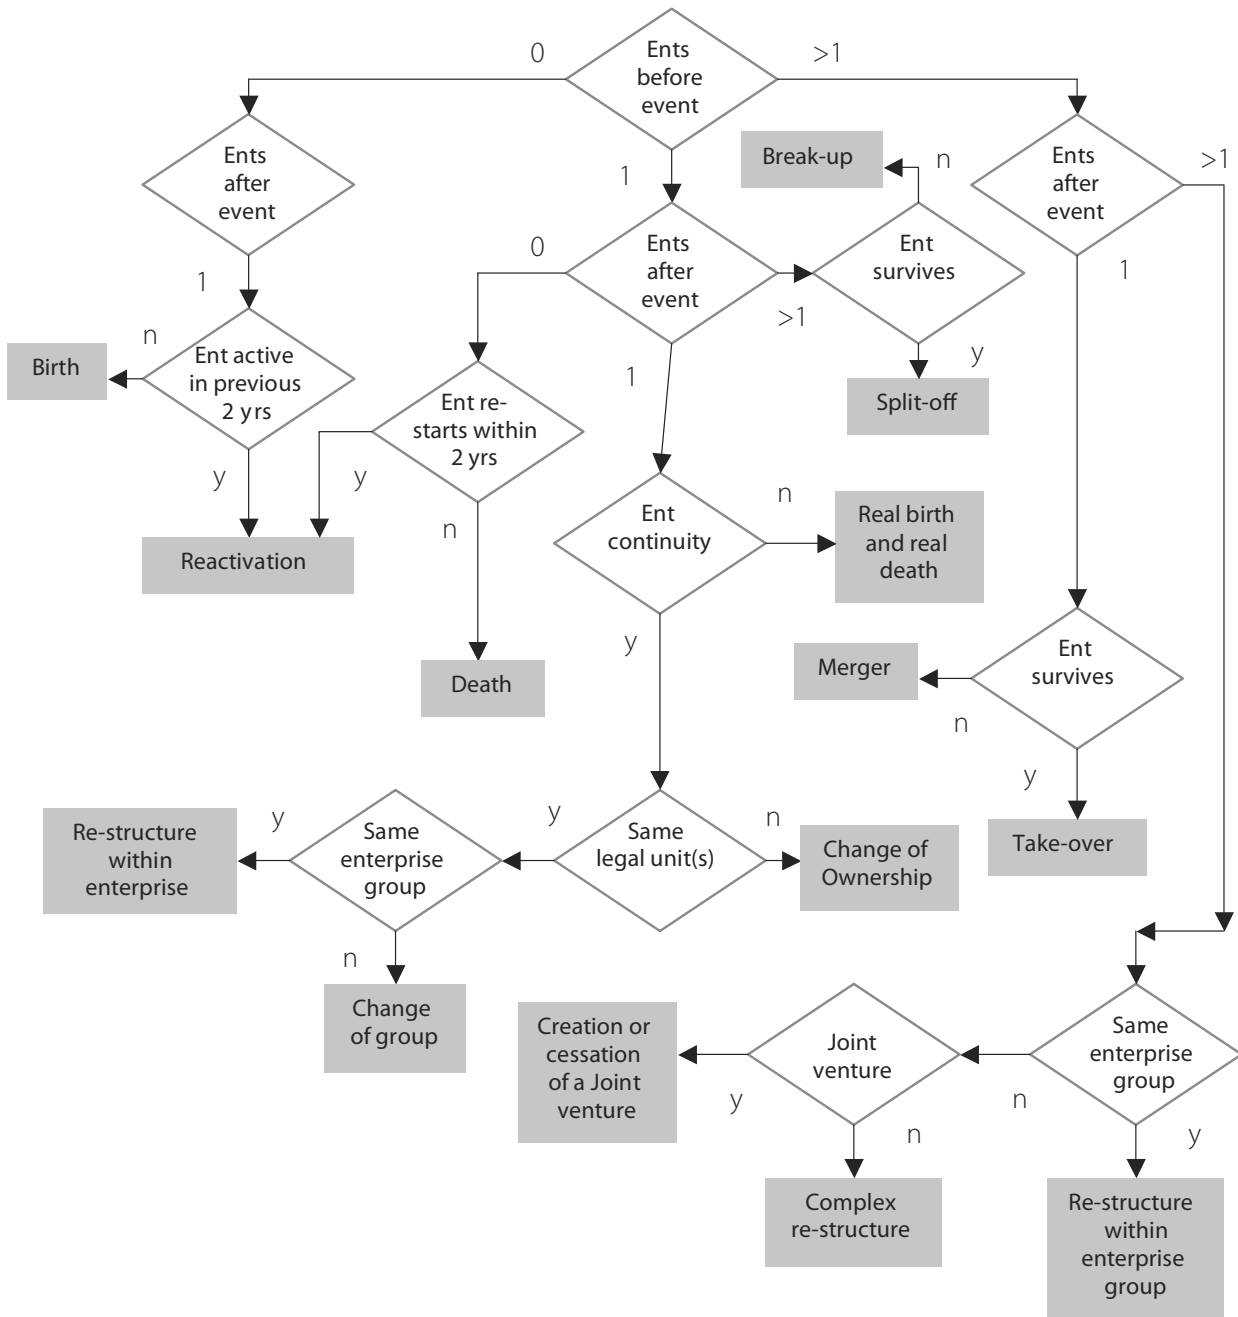 0
Ents
before
event
>1
Ents
after
event
1
Break-up
n
Ents
after
event
>1
1
0
Ents
after
event
>1
Ent
survives
1
n
Birth
Ent active
in previous
2 yrs
y
1
Ent re-
starts within
2 yrs
y
Split-off
y
n
Reactivation
Ent
continuity
n
Real birth
and real
death
y
Death
Merger
Ent
survives
n
y
Re-structure
within
enterprise
y
Same
enterprise
group
y
Same
legal unit(s)
n
Change of
Ownership
Take-over
n
Change
of group
Creation or
cessation
of a Joint
venture
Joint
venture
y
n
Same
enterprise
group
n
y
Complex
re-structure
Re-structure
within
enterprise
group